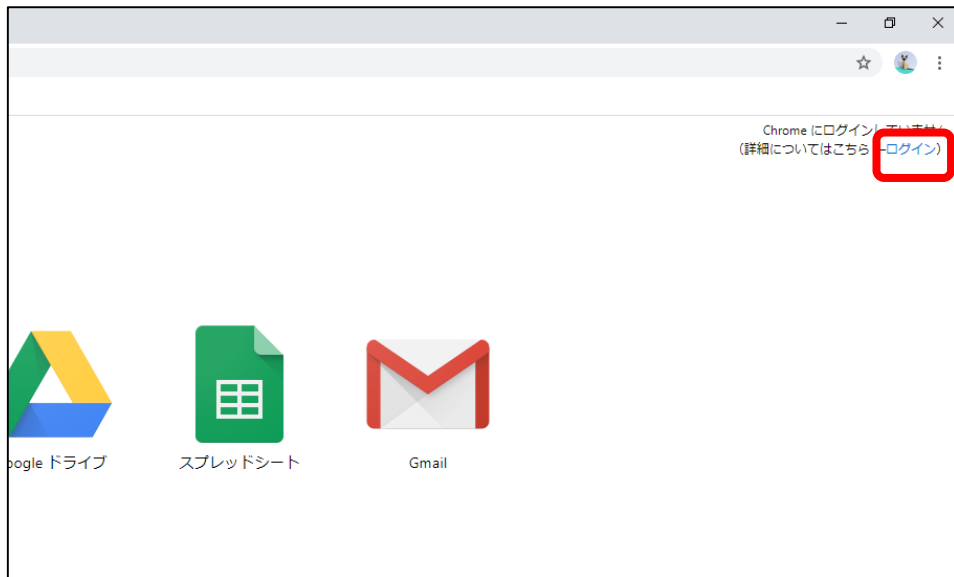 Chrome にログインしていません
(詳細についてはこちら –ログイン)
oogle ドライブ
スプレッドシート
Gmail